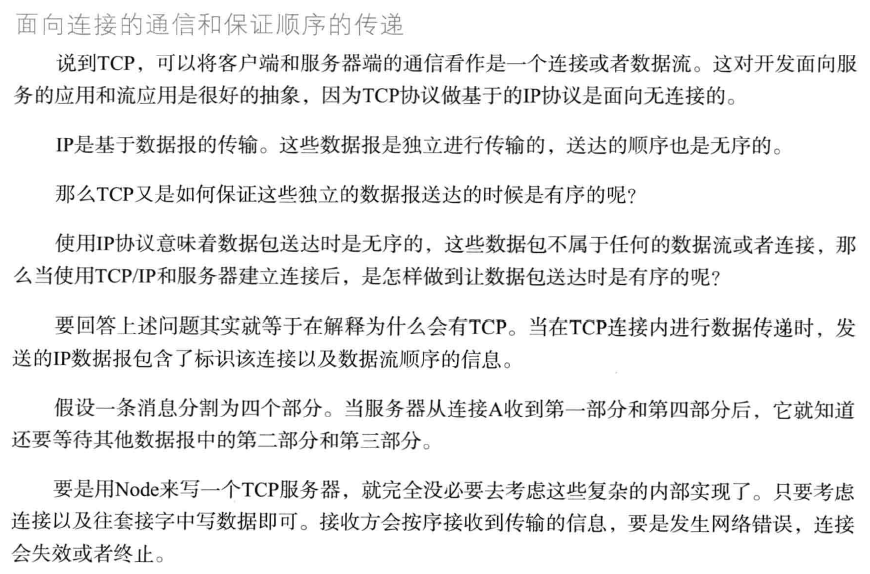 面向连接的通信和保证顺序的传递
说到TCP，可以将客户端和服务器端的通信看作是一个连接或者数据流。这对开发面向服
务的应用和流应用是很好的抽象，因为TCP协议做基于的IP协议是面向无连接的。
IP是基于数据报的传输。这些数据报是独立进行传输的，送达的顺序也是无序的。
那么TCP又是如何保证这些独立的数据报送达的时候是有序的呢？
使用IP协议意味着数据包送达时是无序的，这些数据包不属于任何的数据流或者连接，那
么当使用TCP/IP和服务器建立连接后，是怎样做到让数据包送达时是有序的呢？
要回答上述问题其实就等于在解释为什么会有TCP。当在TCP连接内进行数据传递时，发
送的IP数据报包含了标识该连接以及数据流顺序的信息。
假设一条消息分割为四个部分。当服务器从连接A收到第一部分和第四部分后，它就知道
还要等待其他数据报中的第二部分和第三部分。
要是用Node来写一个TCP服务器，就完全没必要去考虑这些复杂的内部实现了。只要考虑
连接以及往套接字中写数据即可。接收方会按序接收到传输的信息，要是发生网络错误，连接
会失效或者终止。